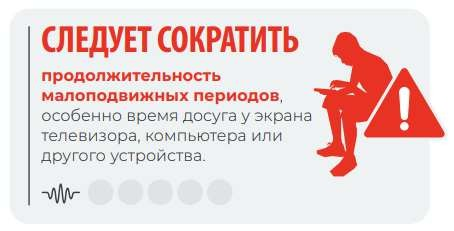 СЛЕДУЕТ СОКРАТИТЬ
продолжительность
малоподвижных периодов,
особенно время досуга у экрана
телевизора, компьютера или
другого устройства.